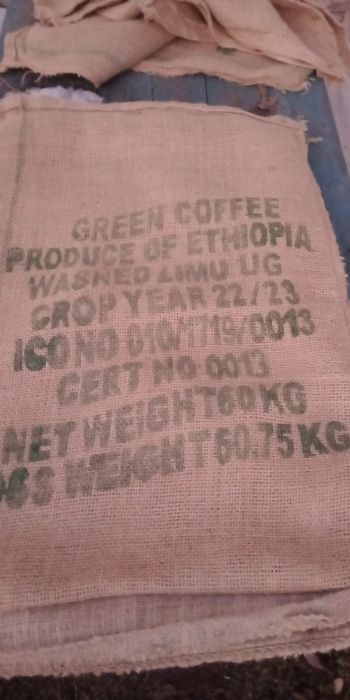 GREEN COFFEE
PRODUCE OF ETHIOPIA
WASHED LIMU UG
CROP YEAR 22/23
ICO NO 010/1719/0013
CERT NO 0013
NET WEIGHT 60 KG
OSS WEIGHT 60.75 KG